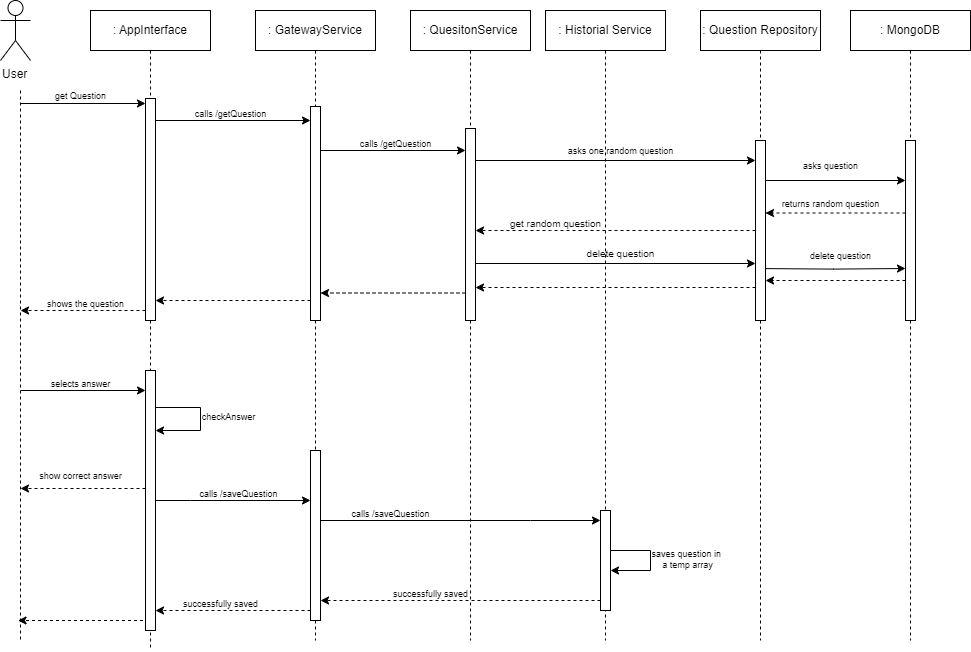 : AppInterface
: GatewayService
: QuesitonService
: Historial Service
: Question Repository
: MongoDB
User
get Question
calls /getQuestion
calls /getQuestion
asks one random question
asks question
returns random question
get random question
delete question
delete question
shows the question
selects answer
checkAnswer
show correct answer
calls /saveQuestion
calls /saveQuestion
saves question in
a temp array
successfully saved
successfully saved